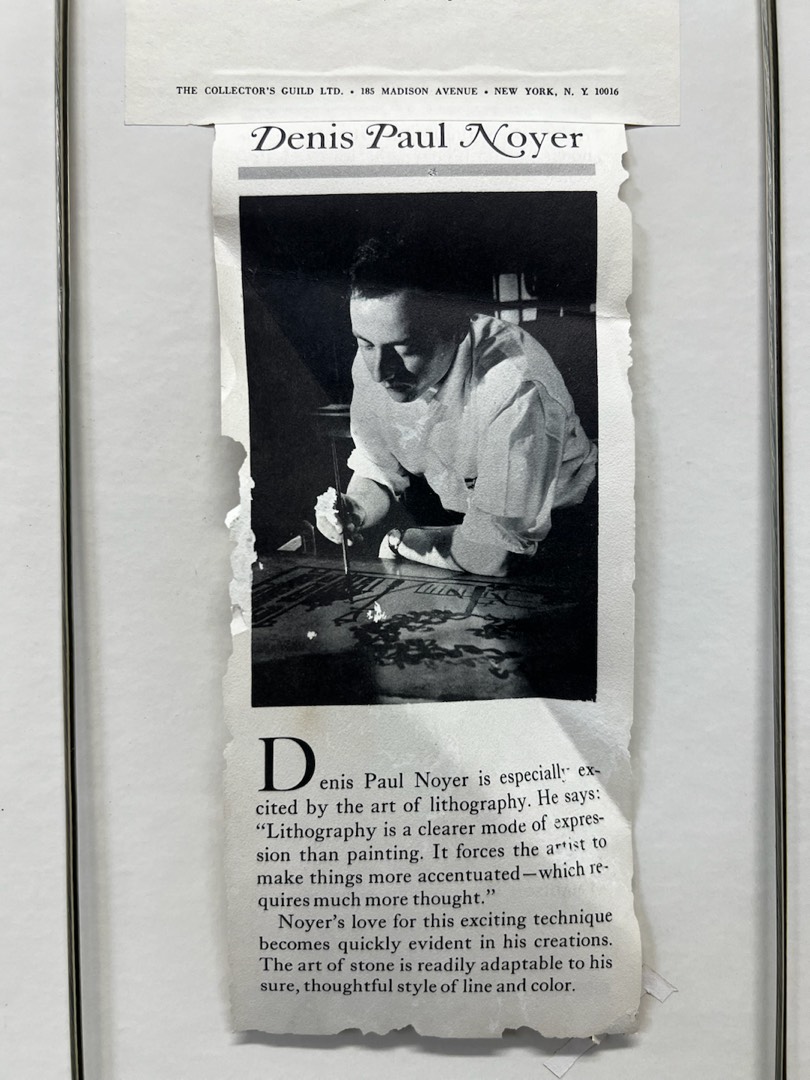 THE COLLECTOR'S GUILD LTD. • 185 MADISON AVENUE • NEW YORK, N. Y. 10016
Denis Paul Noyer
Denis Paul Noyer is especially ex-
cited by the art of lithography. He says:
“Lithography is a clearer mode of expres-
sion than painting. It forces the artist to
make things more accentuated—which re-
quires much more thought.”
Noyer's love for this exciting technique
becomes quickly evident in his creations.
The art of stone is readily adaptable to his
sure, thoughtful style of line and color.